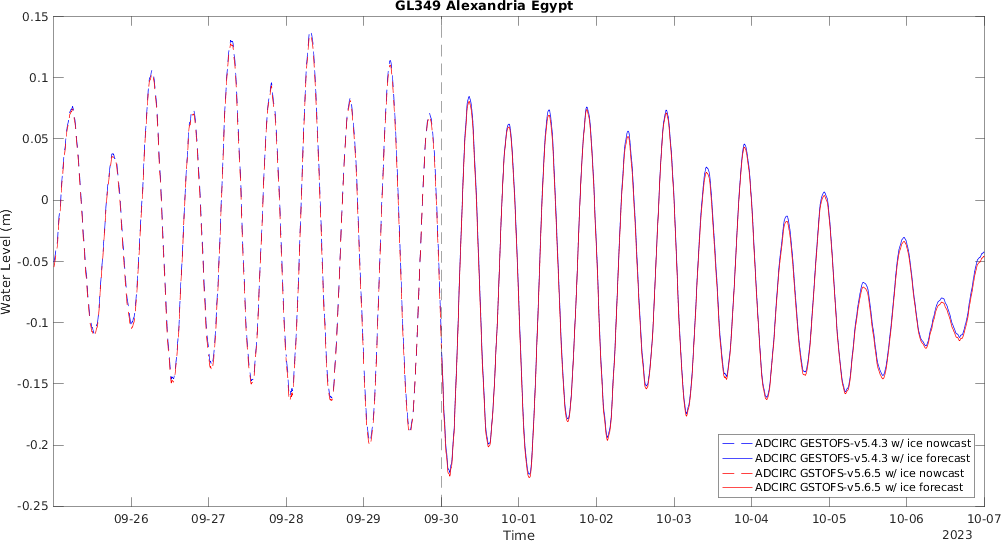 GL349 Alexandria Egypt
0.15
0.1
0.05
0
-0.05
-0.1
-0.15
-0.2
-0.25
Water Level (m)
ADCIRC GESTOFS-v5.4.3 w/ ice nowcast
ADCIRC GESTOFS-v5.4.3 w/ ice forecast
ADCIRC GSTOFS-v5.6.5 w/ ice nowcast
ADCIRC GSTOFS-v5.6.5 w/ ice forecast
09-26 09-27 09-28 09-29 09-30 10-01 10-02 10-03 10-04 10-05 10-06 10-07
Time
2023